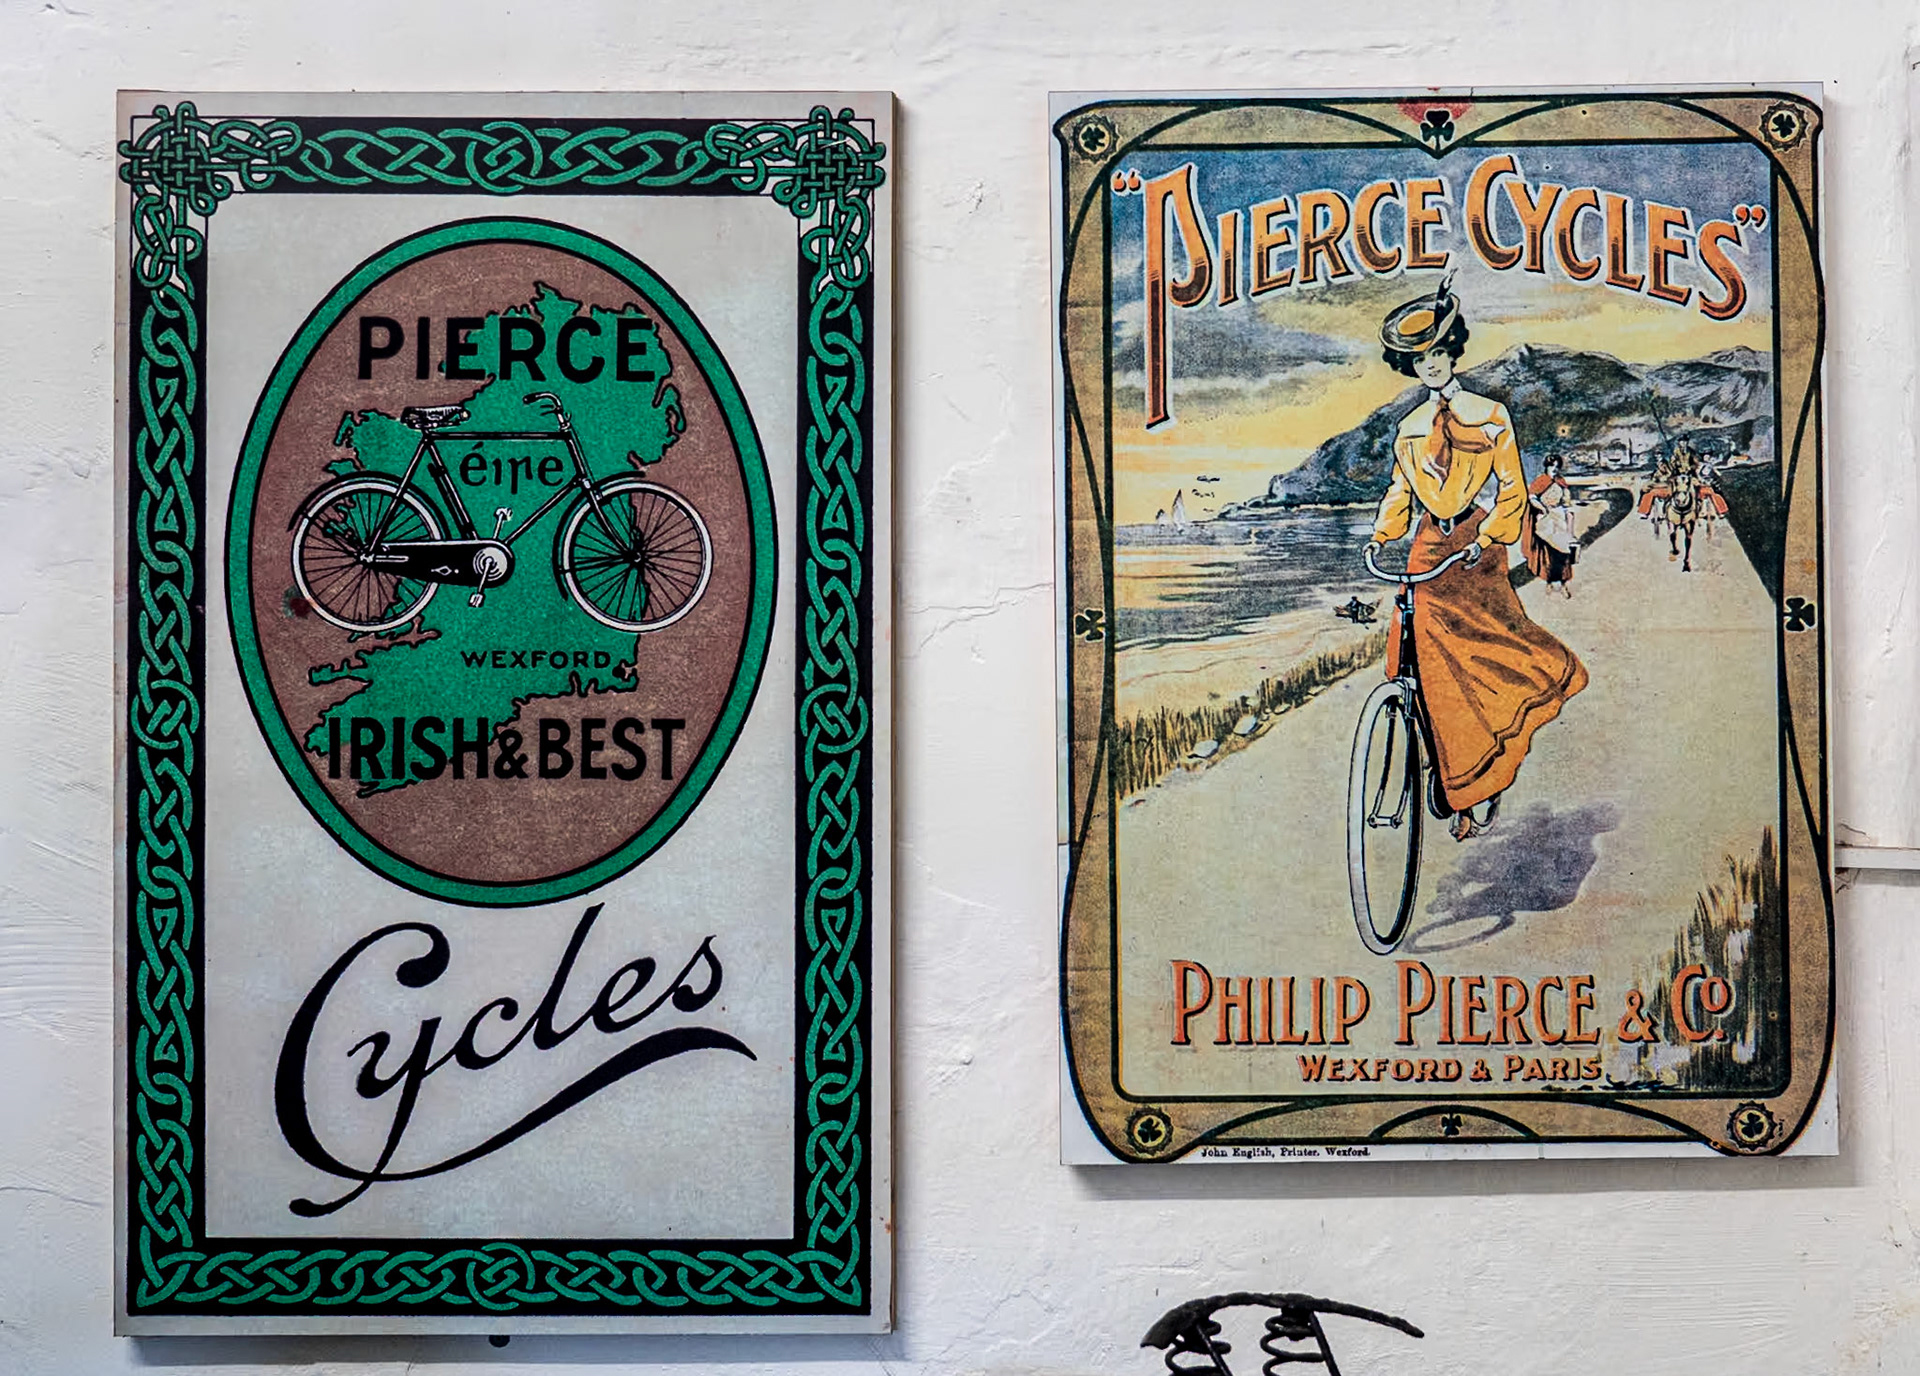 PIERCE
éire
WEXFORD
IRISH & BEST
Cycles
"PIERCE CYCLES"
PHILIP PIERCE & Co.
WEXFORD & PARIS
John English, Printer. Wexford.